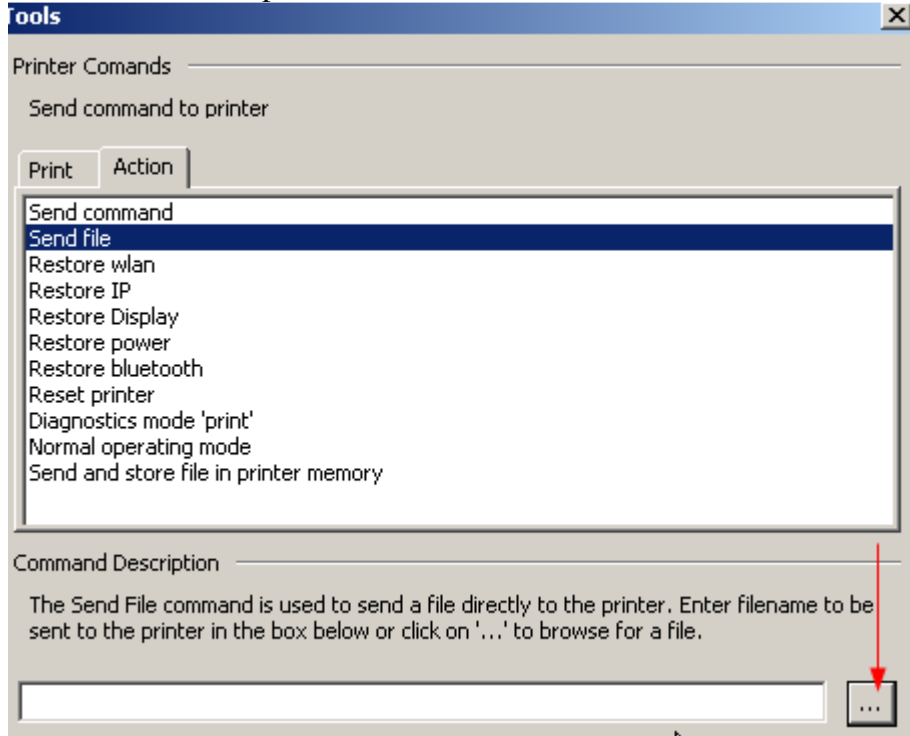 Tools
Printer Comands
Send command to printer
Print Action
Send command
Send file
Restore wlan
Restore IP
Restore Display
Restore power
Restore bluetooth
Reset printer
Diagnostics mode 'print'
Normal operating mode
Send and store file in printer memory
Command Description
The Send File command is used to send a file directly to the printer. Enter filename to be
sent to the printer in the box below or click on '...' to browse for a file.
...